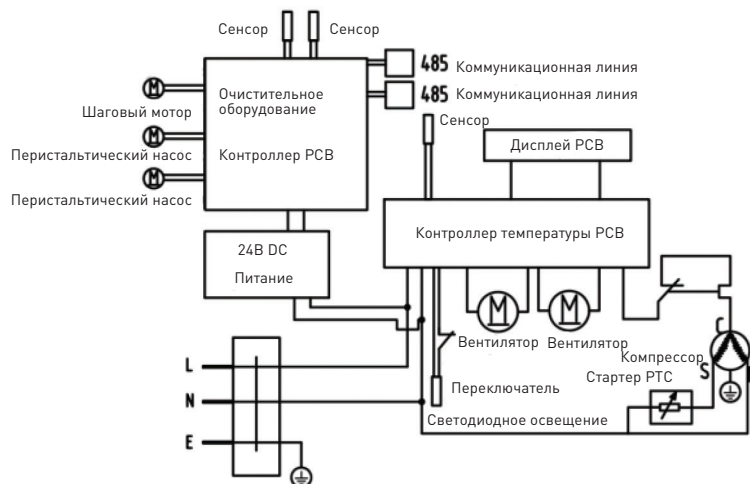 Сенсор
Сенсор
485 Коммуникационная линия
Очистительное
оборудование
485 Коммуникационная линия
Шаговый мотор
Сенсор
Дисплей PCB
Перистальтический насос
Контроллер PCB
Перистальтический насос
24В DC
Питание
Контроллер температуры PCB
M
M
M
M
M
Вентилятор
Вентилятор
C
Компрессор
Стартер PTC
S
L
Переключатель
N
Светодиодное освещение
E